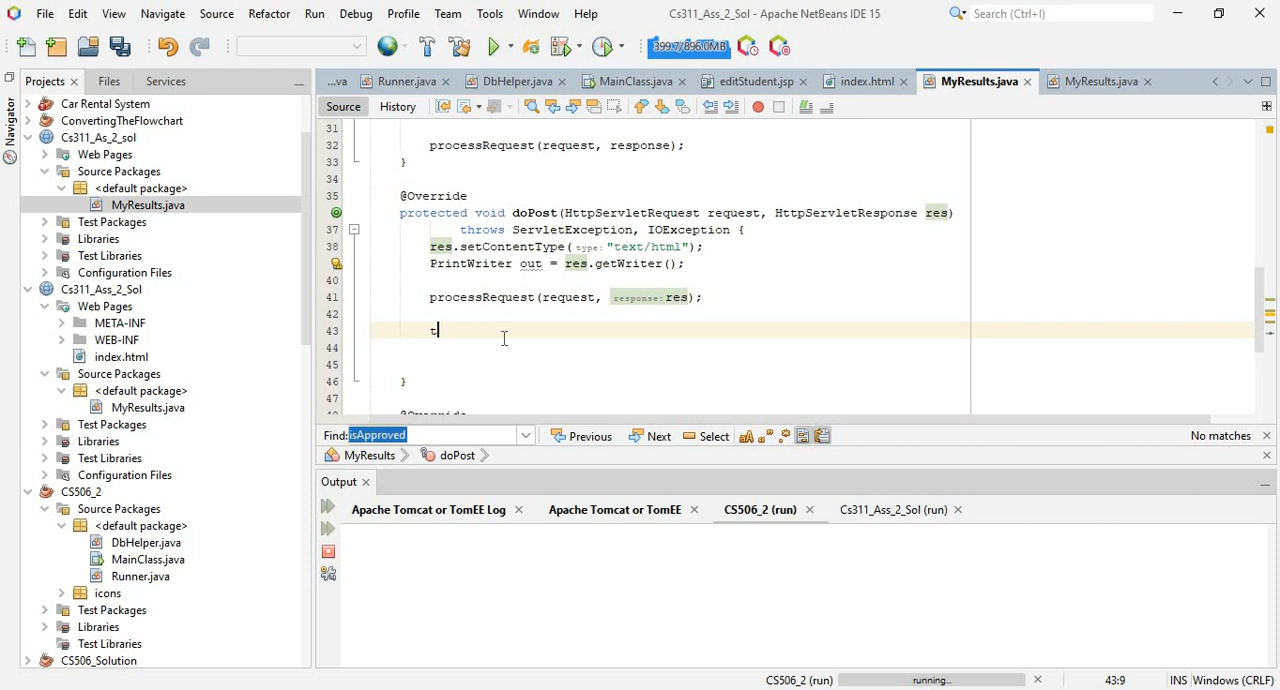 File Edit View Navigate Source Refactor Run Debug Profile Team Tools Window Help Cs311_Ass_2_Sol - Apache NetBeans IDE 15 Search (Ctrl+I)
399.7/896.0MB
Projects Files Services
...va Runner.java DbHelper.java MainClass.java editStudent.jsp index.html MyResults.java MyResults.java
Source History
Navigator
Car Rental System
ConvertingTheFlowchart
Cs311_As_2_sol
Web Pages
Source Packages
<default package>
MyResults.java
Test Packages
Libraries
Test Libraries
Configuration Files
Cs311_Ass_2_Sol
Web Pages
META-INF
WEB-INF
index.html
Source Packages
<default package>
MyResults.java
Test Packages
Libraries
Test Libraries
Configuration Files
CS506_2
Source Packages
<default package>
DbHelper.java
MainClass.java
Runner.java
icons
Test Packages
Libraries
Test Libraries
CS506_Solution
31
32 processRequest(request, response);
33 }
34
35 @Override
protected void doPost(HttpServletRequest request, HttpServletResponse res)
37 throws ServletException, IOException {
38 res.setContentType( type: "text/html");
PrintWriter out = res.getWriter();
40
41 processRequest(request, response: res);
42
43 t
44
45
46 }
47
@Override
Find: isApproved Previous Next Select No matches
MyResults doPost
Output
Apache Tomcat or TomEE Log Apache Tomcat or TomEE CS506_2 (run) Cs311_Ass_2_Sol (run)
CS506_2 (run) running... 43:9 INS Windows (CRLF)